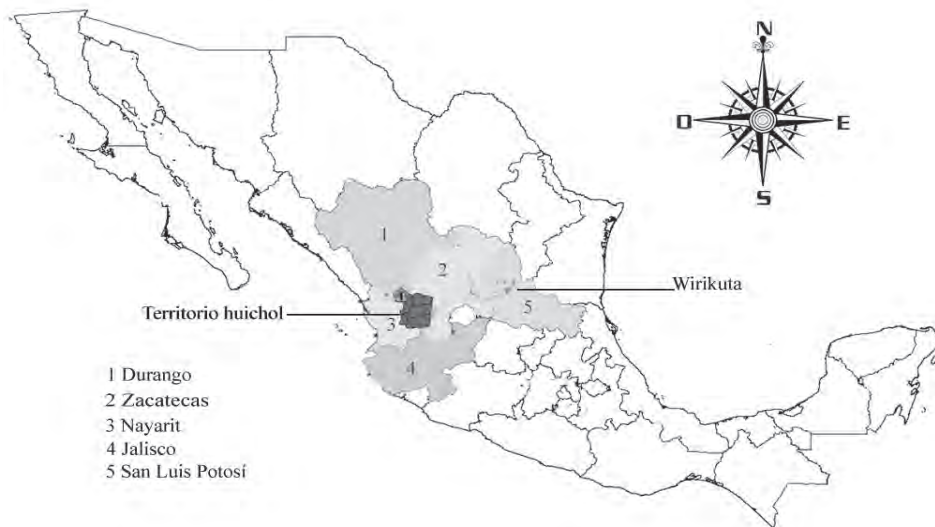 N
O
E
S
1
2
Wirikuta
Territorio huichol
5
3
4
1 Durango
2 Zacatecas
3 Nayarit
4 Jalisco
5 San Luis Potosí